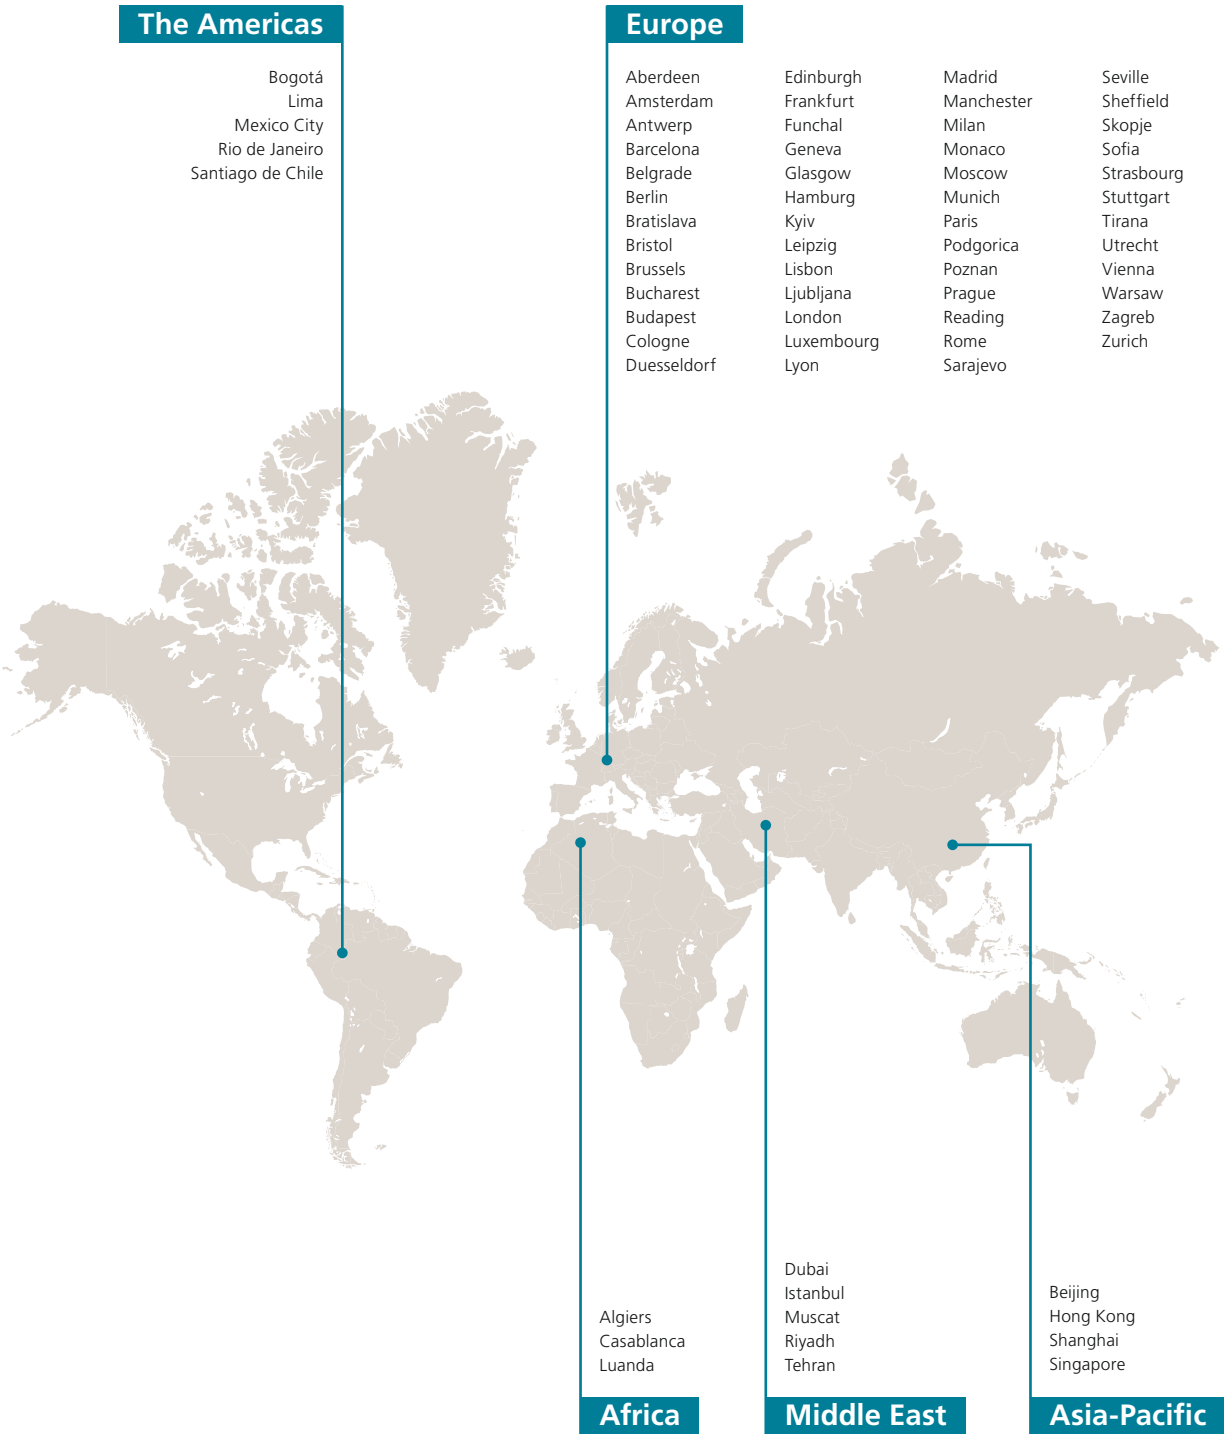 The Americas
Bogotá
Lima
Mexico City
Rio de Janeiro
Santiago de Chile
Europe
Aberdeen
Amsterdam
Antwerp
Barcelona
Belgrade
Berlin
Bratislava
Bristol
Brussels
Bucharest
Budapest
Cologne
Duesseldorf
Edinburgh
Frankfurt
Funchal
Geneva
Glasgow
Hamburg
Kyiv
Leipzig
Lisbon
Ljubljana
London
Luxembourg
Lyon
Madrid
Manchester
Milan
Monaco
Moscow
Munich
Paris
Podgorica
Poznan
Prague
Reading
Rome
Sarajevo
Seville
Sheffield
Skopje
Sofia
Strasbourg
Stuttgart
Tirana
Utrecht
Vienna
Warsaw
Zagreb
Zurich
Algiers
Casablanca
Luanda
Africa
Dubai
Istanbul
Muscat
Riyadh
Tehran
Middle East
Beijing
Hong Kong
Shanghai
Singapore
Asia-Pacific